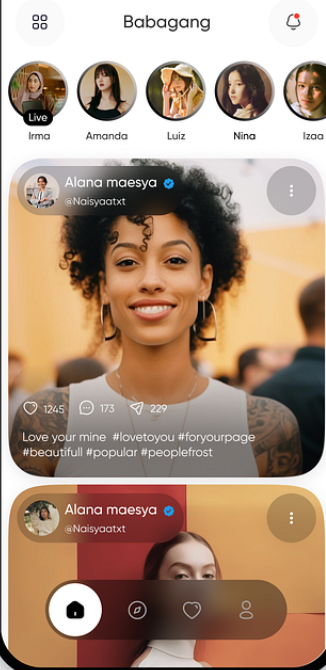 Babagang
Live
Irma
Amanda
Luiz
Nina
Izaa
Alana maesya
@Naisyaatxt
1245
173
229
Love your mine #lovetoyou #foryourpage
#beautifull #popular #peoplefrost
Alana maesya
@Naisyaatxt